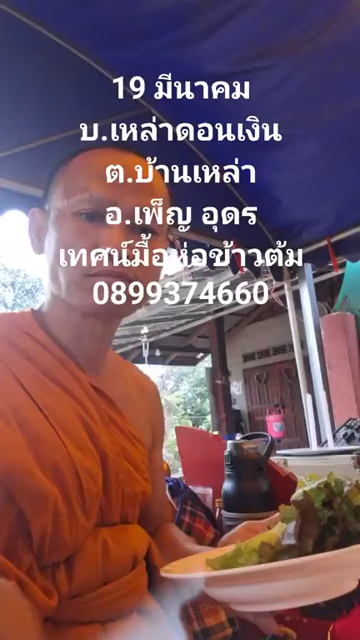 19 มีนาคม
บ.เหล่าดอนเงิน
ต.บ้านเหล่า
อ.เพ็ญ อุดร
เทศน์มื้อห่อข้าวต้ม
0899374660